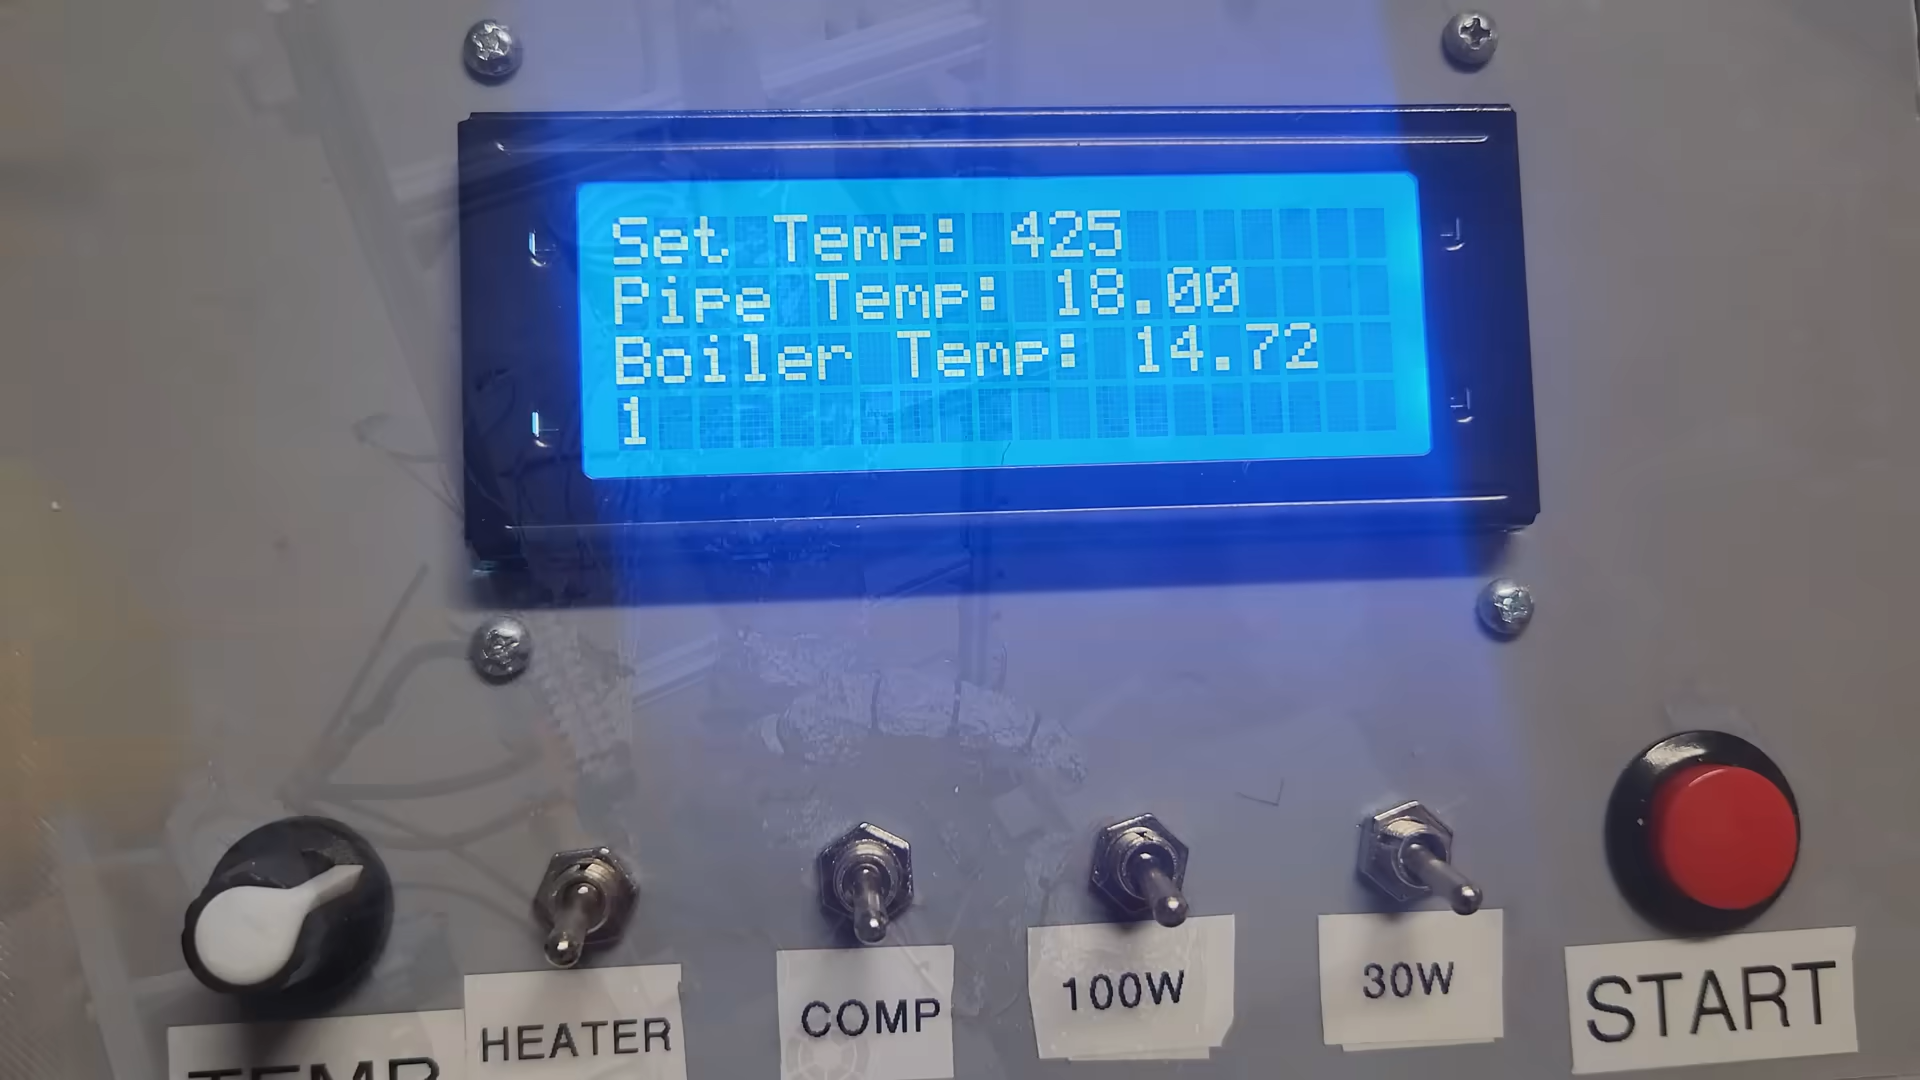 Set Temp: 425
Pipe Temp: 18.00
Boiler Temp: 14.72
1
TEMP
HEATER
COMP
100W
30W
START